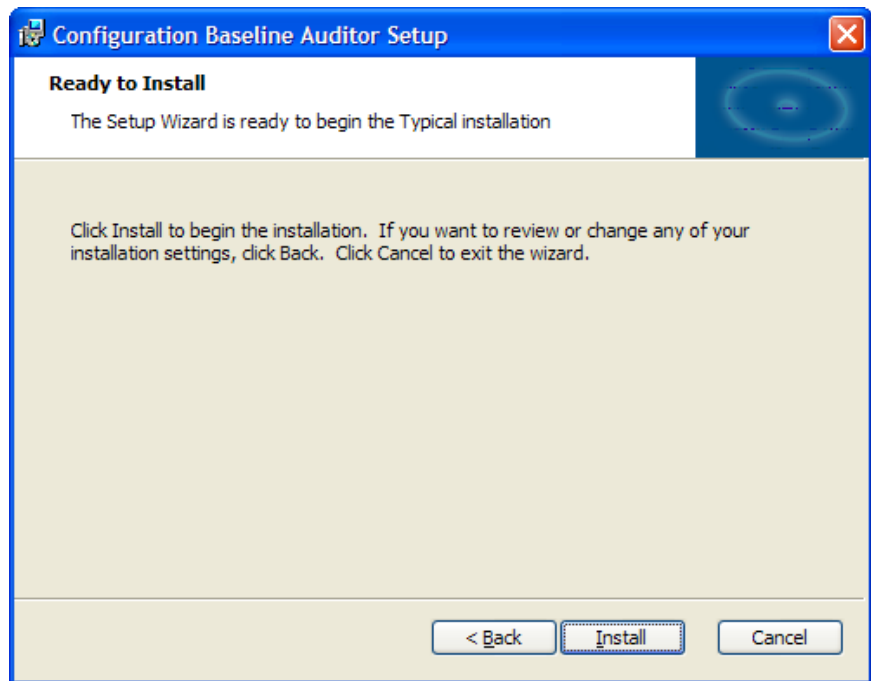 Configuration Baseline Auditor Setup
Ready to Install
The Setup Wizard is ready to begin the Typical installation
Click Install to begin the installation.  If you want to review or change any of your
installation settings, click Back.  Click Cancel to exit the wizard.
< Back Install Cancel